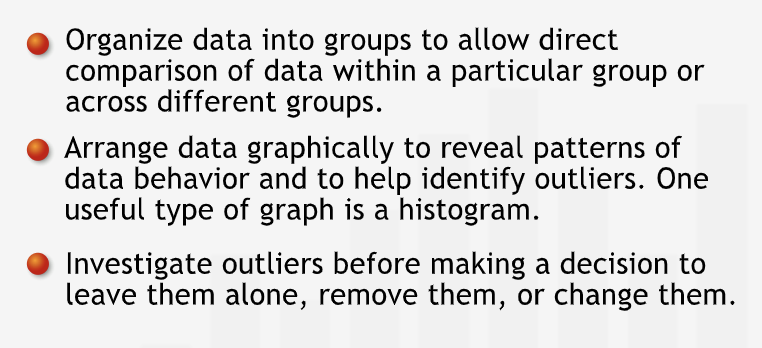 Organize data into groups to allow direct
comparison of data within a particular group or
across different groups.
Arrange data graphically to reveal patterns of
data behavior and to help identify outliers. One
useful type of graph is a histogram.
Investigate outliers before making a decision to
leave them alone, remove them, or change them.